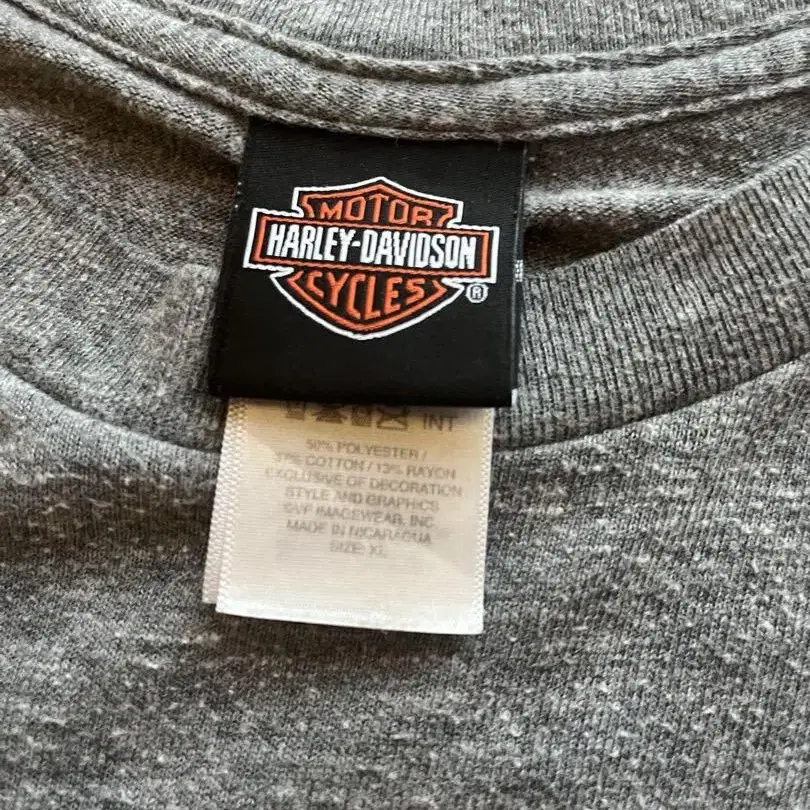 MOTOR
HARLEY-DAVIDSON
CYCLES
®
INT
50% POLYESTER /
37% COTTON / 13% RAYON
EXCLUSIVE OF DECORATION
STYLE AND GRAPHICS
©VF IMAGEWEAR, INC.
MADE IN NICARAGUA
SIZE: XL